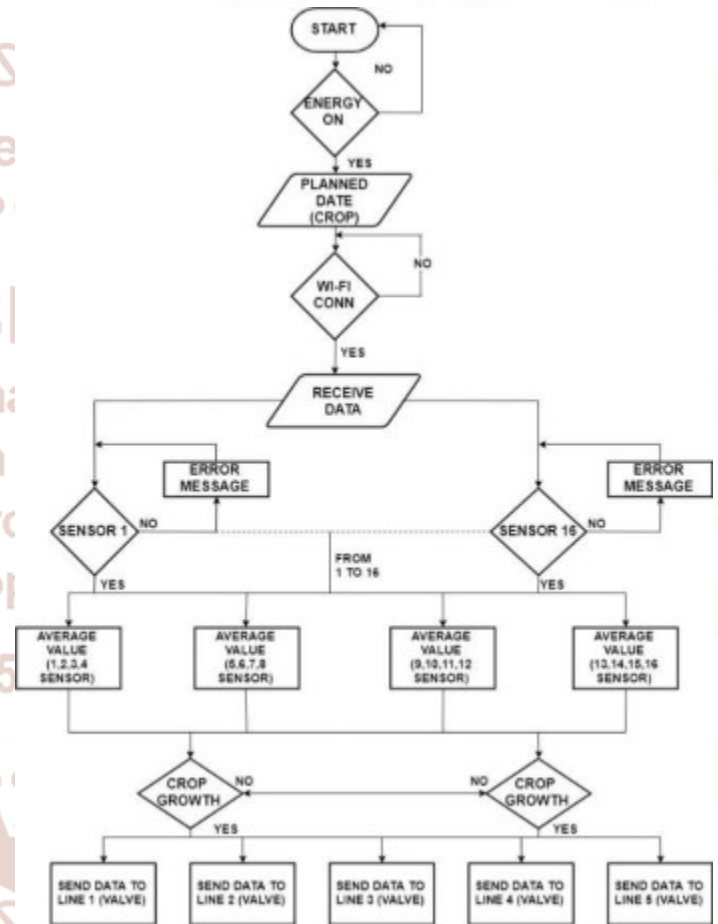 START
NO
ENERGY
ON
YES
PLANNED
DATE
(CROP)
NO
WI-FI
CONN
YES
RECEIVE
DATA
ERROR
MESSAGE
ERROR
MESSAGE
SENSOR 1
NO
SENSOR 16
NO
FROM
1 TO 16
YES
YES
AVERAGE
VALUE
(1,2,3,4
SENSOR)
AVERAGE
VALUE
(5,6,7,8
SENSOR)
AVERAGE
VALUE
(9,10,11,12
SENSOR)
AVERAGE
VALUE
(13,14,15,16
SENSOR)
CROP
GROWTH
NO
NO
CROP
GROWTH
YES
YES
SEND DATA TO
LINE 1 (VALVE)
SEND DATA TO
LINE 2 (VALVE)
SEND DATA TO
LINE 3 (VALVE)
SEND DATA TO
LINE 4 (VALVE)
SEND DATA TO
LINE 5 (VALVE)